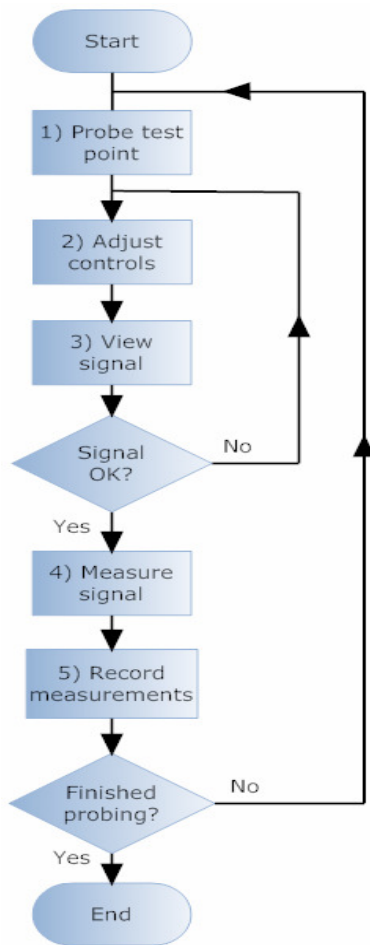 Start
1) Probe test
point
2) Adjust
controls
3) View
signal
Signal
OK?
No
Yes
4) Measure
signal
5) Record
measurements
Finished
probing?
No
Yes
End